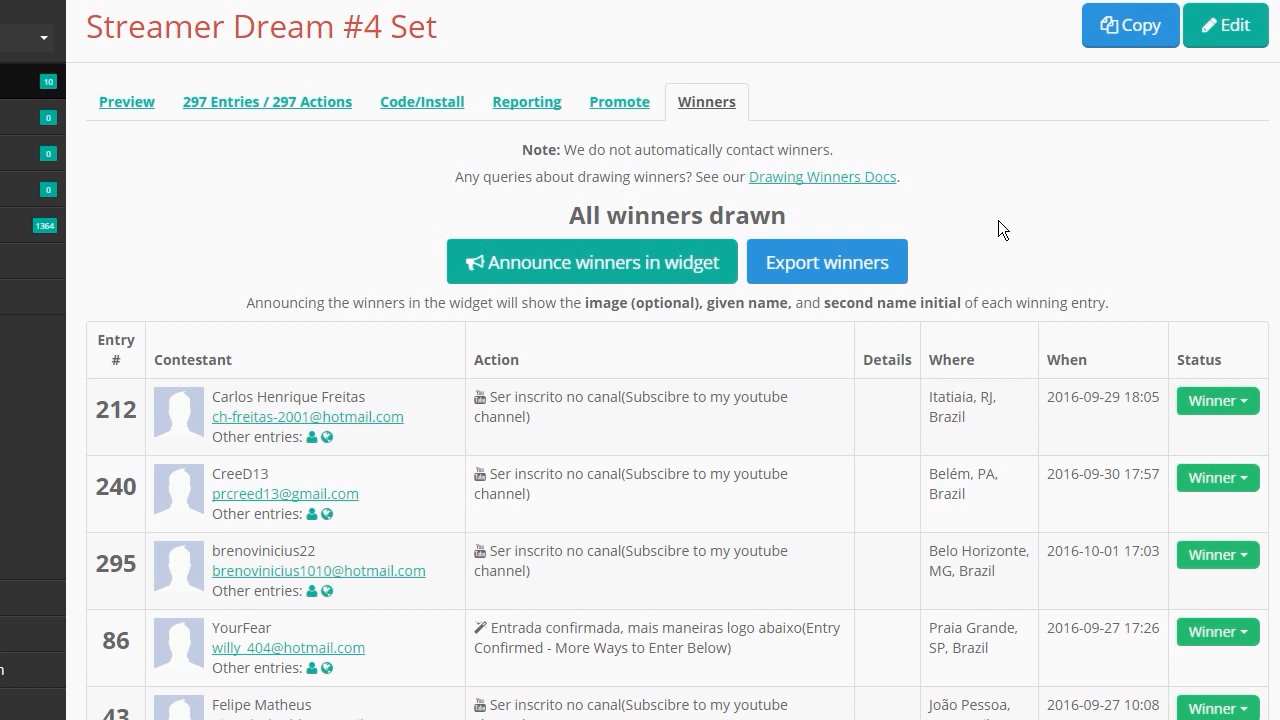 Streamer Dream #4 Set
Copy
Edit
10
0
0
0
1364
Preview
297 Entries / 297 Actions
Code/Install
Reporting
Promote
Winners
Note: We do not automatically contact winners.
Any queries about drawing winners? See our Drawing Winners Docs.
All winners drawn
Announce winners in widget
Export winners
Announcing the winners in the widget will show the image (optional), given name, and second name initial of each winning entry.
Entry
#
Contestant
Action
Details
Where
When
Status
212
Carlos Henrique Freitas
ch-freitas-2001@hotmail.com
Other entries:
Ser inscrito no canal(Subscibre to my youtube
channel)
Itatiaia, RJ,
Brazil
2016-09-29 18:05
Winner
240
CreeD13
prcreed13@gmail.com
Other entries:
Ser inscrito no canal(Subscibre to my youtube
channel)
Belém, PA,
Brazil
2016-09-30 17:57
Winner
295
brenovinicius22
brenovinicius1010@hotmail.com
Other entries:
Ser inscrito no canal(Subscibre to my youtube
channel)
Belo Horizonte,
MG, Brazil
2016-10-01 17:03
Winner
86
YourFear
willy_404@hotmail.com
Other entries:
Entrada confirmada, mais maneiras logo abaixo(Entry
Confirmed - More Ways to Enter Below)
Praia Grande,
SP, Brazil
2016-09-27 17:26
Winner
43
Felipe Matheus
Ser inscrito no canal(Subscibre to my youtube
João Pessoa,
2016-09-27 10:08
Winner